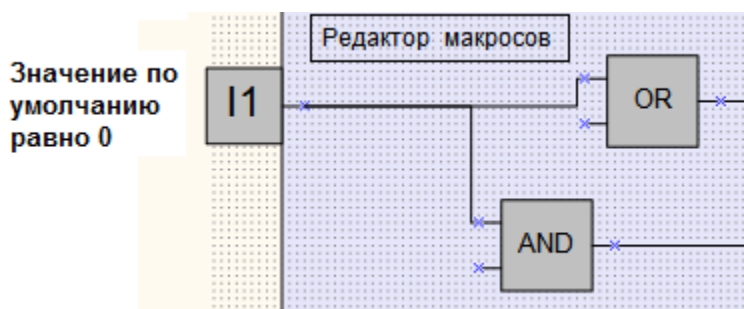 Редактор макросов
Значение по
умолчанию
равно 0
I1
OR
AND